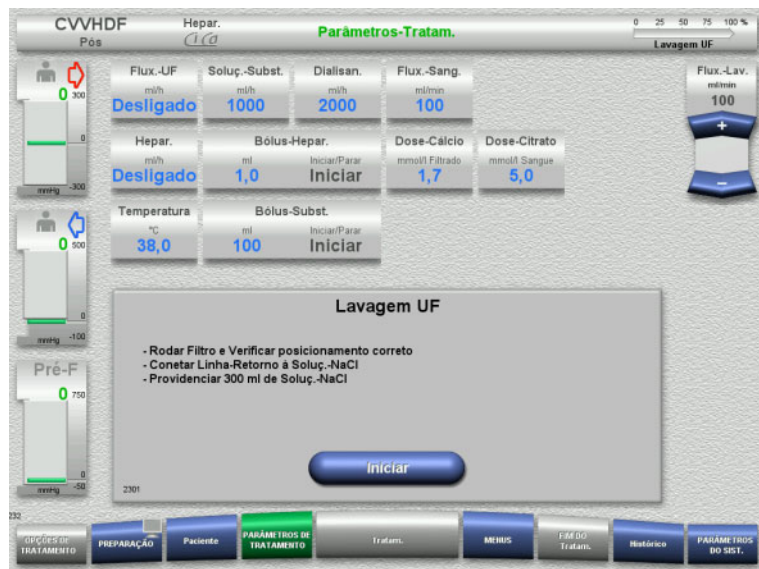 CVVHDF
Pós
Hepar.
Ci Ca
Parâmetros-Tratam.
0 25 50 75 100 %
Lavagem UF
0 300
0
mmHg -300
0 500
0
mmHg -100
Pré-F
0 750
0
mmHg -50
Flux.-UF
ml/h
Desligado
Soluç.-Subst.
ml/h
1000
Dialisan.
ml/h
2000
Flux.-Sang.
ml/min
100
Flux.-Lav.
ml/min
100
+
–
Hepar.
ml/h
Desligado
Bólus-Hepar.
ml Iniciar/Parar
1,0 Iniciar
Dose-Cálcio
mmol/l Filtrado
1,7
Dose-Citrato
mmol/l Sangue
5,0
Temperatura
°C
38,0
Bólus-Subst.
ml Iniciar/Parar
100 Iniciar
Lavagem UF
- Rodar Filtro e Verificar posicionamento correto
- Conetar Linha-Retorno à Soluç.-NaCl
- Providenciar 300 ml de Soluç.-NaCl
Iniciar
2301
232
OPÇÕES DE
TRATAMENTO
PREPARAÇÃO
Paciente
PARÂMETROS DE
TRATAMENTO
Tratam.
MENUS
FIM DO
Tratam.
Histórico
PARÂMETROS
DO SIST.